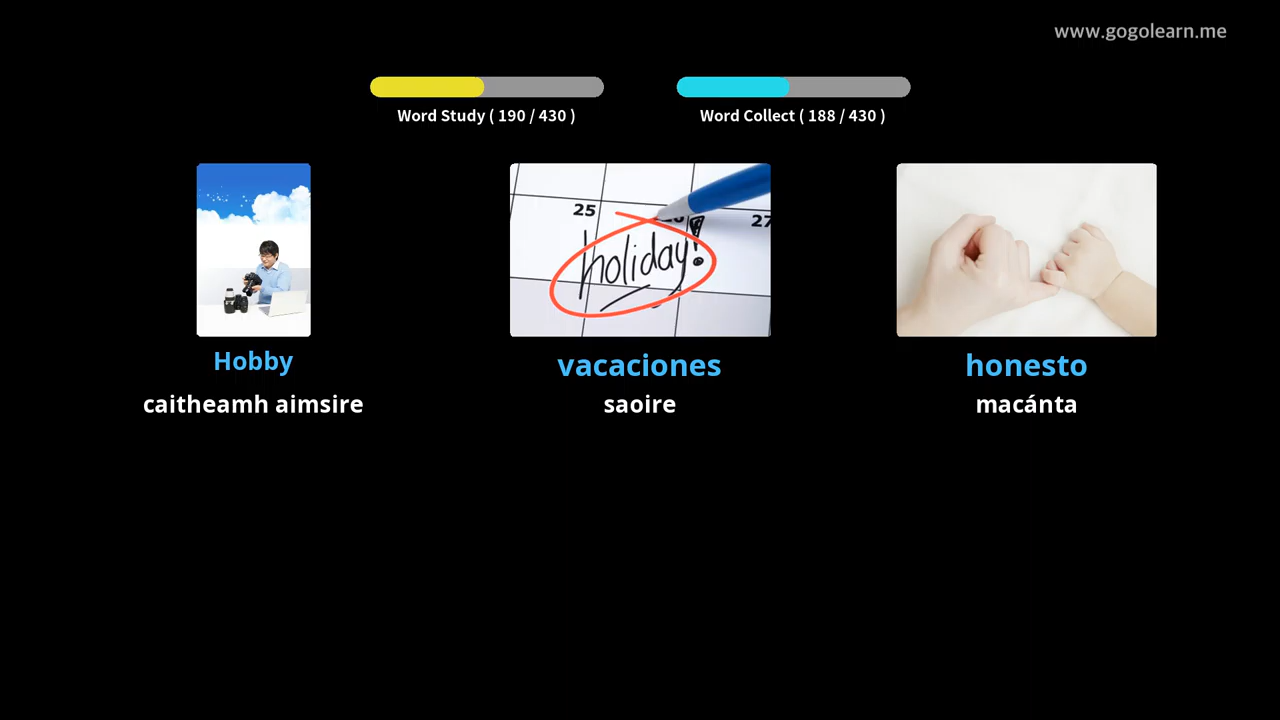 www.gogolearn.me
Word Study ( 190 / 430 )
Word Collect ( 188 / 430 )
25
27
holiday!
Hobby
vacaciones
honesto
caitheamh aimsire
saoire
macánta